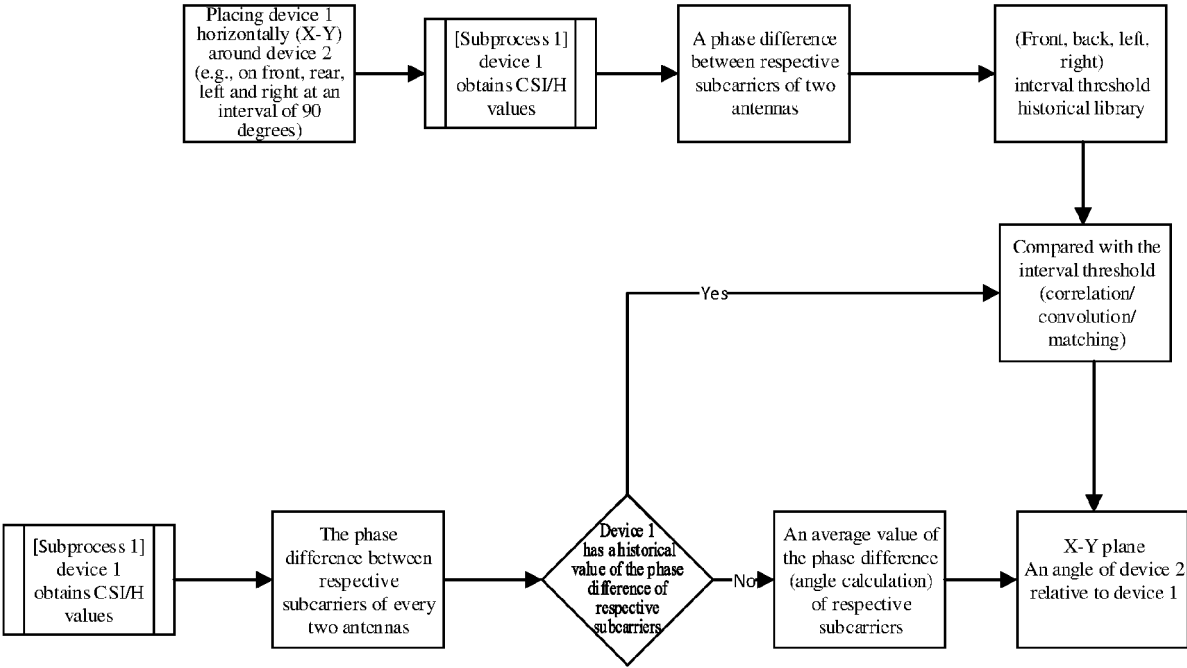 Placing device 1
horizontally (X-Y)
around device 2
(e.g., on front, rear,
left and right at an
interval of 90
degrees)
[Subprocess 1]
device 1
obtains CSI/H
values
A phase difference
between respective
subcarriers of two
antennas
(Front, back, left,
right)
interval threshold
historical library
Compared with the
interval threshold
(correlation/
convolution/
matching)
Yes
[Subprocess 1]
device 1
obtains CSI/H
values
The phase
difference between
respective
subcarriers of every
two antennas
Device 1
has a historical
value of the phase
difference of
respective
subcarriers
No
An average value of
the phase difference
(angle calculation)
of respective
subcarriers
X-Y plane
An angle of device 2
relative to device 1